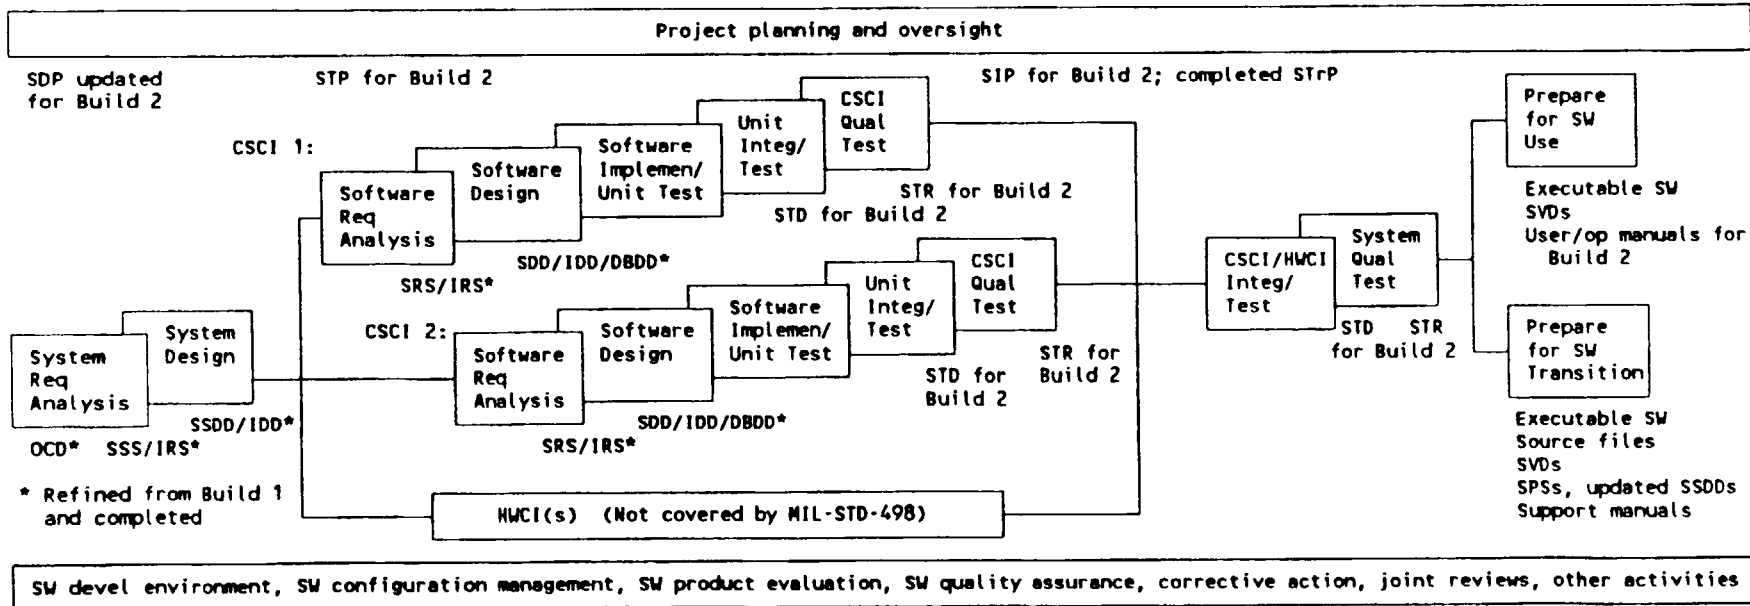 Project planning and oversight
SDP updated
for Build 2
STP for Build 2
SIP for Build 2; completed STrP
CSCI 1:
Software
Req
Analysis
Software
Design
Software
Implemen/
Unit Test
Unit
Integ/
Test
CSCI
Qual
Test
SRS/IRS*
SDD/IDD/DBDD*
STD for Build 2
STR for Build 2
System
Req
Analysis
System
Design
OCD*
SSS/IRS*
SSDD/IDD*
CSCI 2:
Software
Req
Analysis
Software
Design
Software
Implemen/
Unit Test
Unit
Integ/
Test
CSCI
Qual
Test
SRS/IRS*
SDD/IDD/DBDD*
STD for
Build 2
STR for
Build 2
* Refined from Build 1
and completed
HWCI(s) (Not covered by MIL-STD-498)
CSCI/HWCI
Integ/
Test
System
Qual
Test
STD STR
for Build 2
Prepare
for SW
Use
Executable SW
SVDs
User/op manuals for
Build 2
Prepare
for SW
Transition
Executable SW
Source files
SVDs
SPSs, updated SSDDs
Support manuals
SW devel environment, SW configuration management, SW product evaluation, SW quality assurance, corrective action, joint reviews, other activities